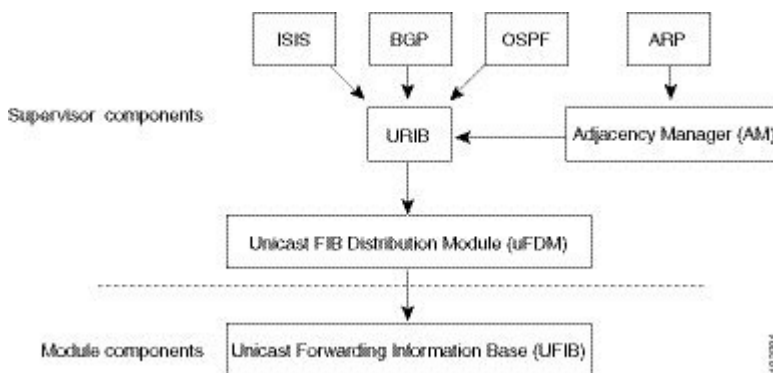 ISIS
BGP
OSPF
ARP
Supervisor components
URIB
Adjacency Manager (AM)
Unicast FIB Distribution Module (uFDM)
Module components
Unicast Forwarding Information Base (UFIB)